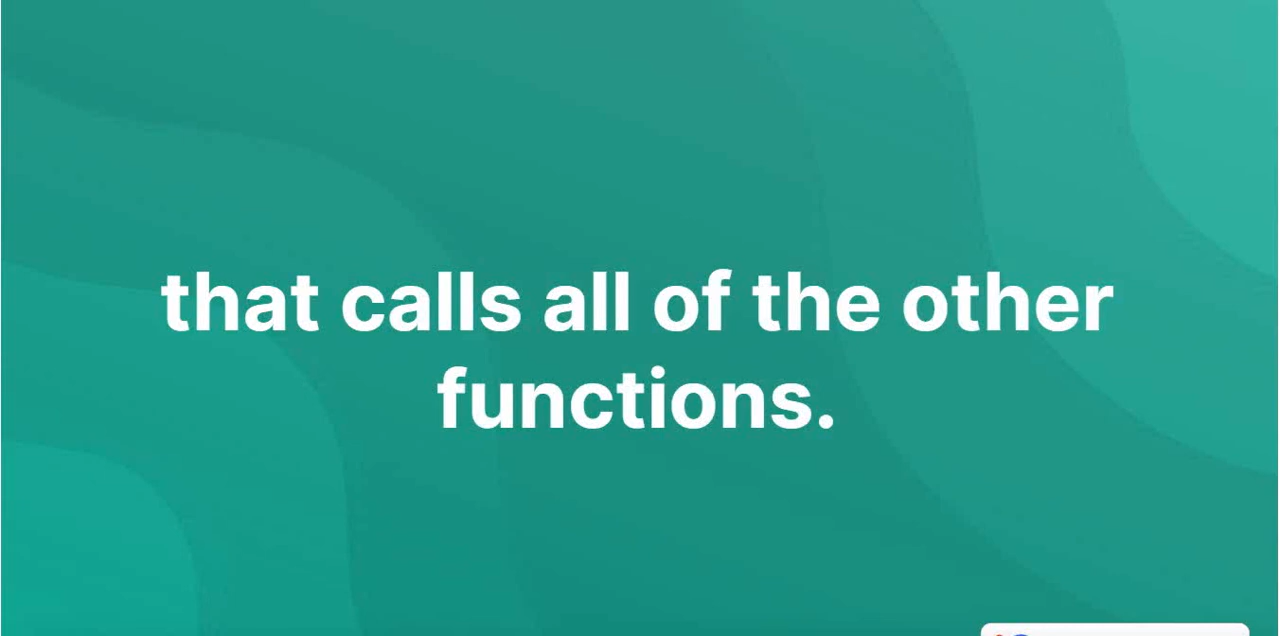 that calls all of the other
functions.